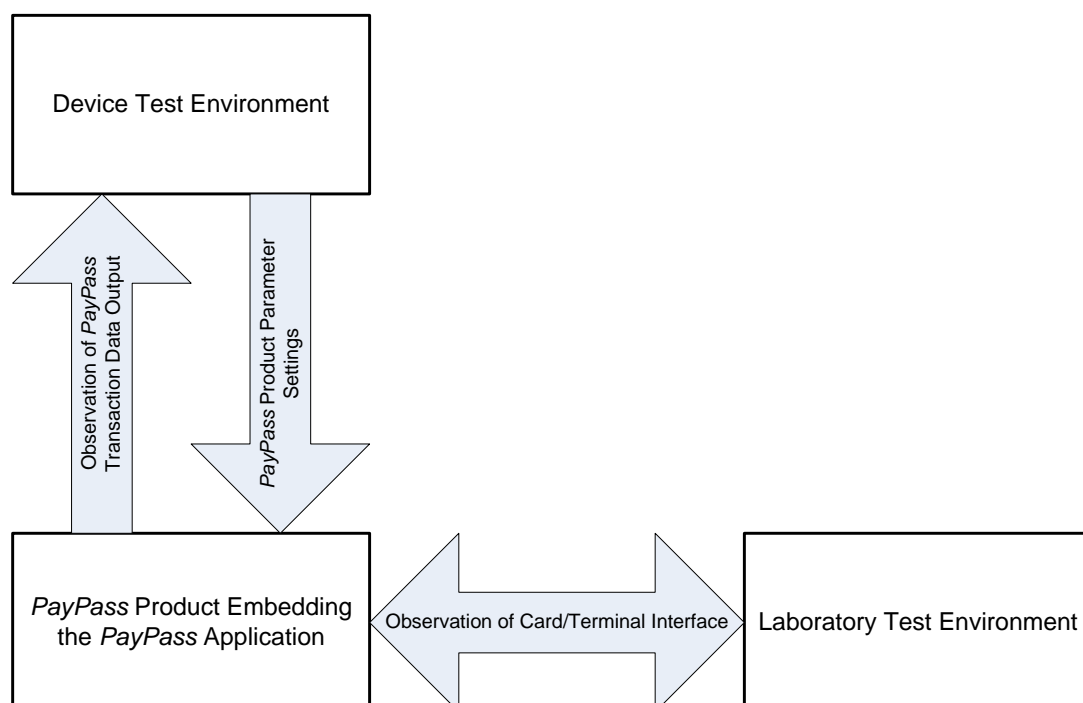 Device Test Environment
Observation of PayPass
Transaction Data Output
PayPass Product Parameter
Settings
PayPass Product Embedding
the PayPass Application
Observation of Card/Terminal Interface
Laboratory Test Environment